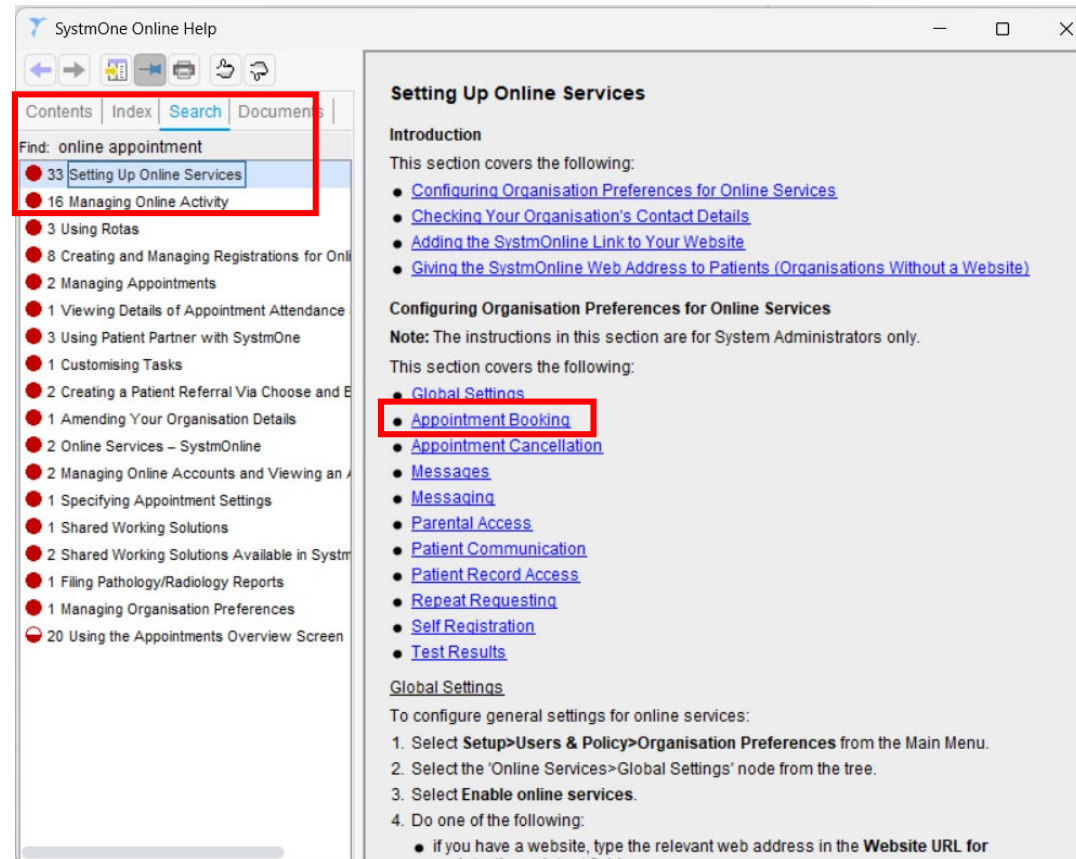 SystmOne Online Help
Contents Index Search Documents
Find: online appointment
33 Setting Up Online Services
16 Managing Online Activity
3 Using Rotas
8 Creating and Managing Registrations for Onli
2 Managing Appointments
1 Viewing Details of Appointment Attendance
3 Using Patient Partner with SystmOne
1 Customising Tasks
2 Creating a Patient Referral Via Choose and B
1 Amending Your Organisation Details
2 Online Services – SystmOnline
2 Managing Online Accounts and Viewing an A
1 Specifying Appointment Settings
1 Shared Working Solutions
2 Shared Working Solutions Available in Systm
1 Filing Pathology/Radiology Reports
1 Managing Organisation Preferences
20 Using the Appointments Overview Screen
Setting Up Online Services
Introduction
This section covers the following:
● Configuring Organisation Preferences for Online Services
● Checking Your Organisation's Contact Details
● Adding the SystmOnline Link to Your Website
● Giving the SystmOnline Web Address to Patients (Organisations Without a Website)
Configuring Organisation Preferences for Online Services
Note: The instructions in this section are for System Administrators only.
This section covers the following:
● Global Settings
● Appointment Booking
● Appointment Cancellation
● Messages
● Messaging
● Parental Access
● Patient Communication
● Patient Record Access
● Repeat Requesting
● Self Registration
● Test Results
Global Settings
To configure general settings for online services:
1. Select Setup>Users & Policy>Organisation Preferences from the Main Menu.
2. Select the 'Online Services>Global Settings' node from the tree.
3. Select Enable online services.
4. Do one of the following:
● if you have a website, type the relevant web address in the Website URL for